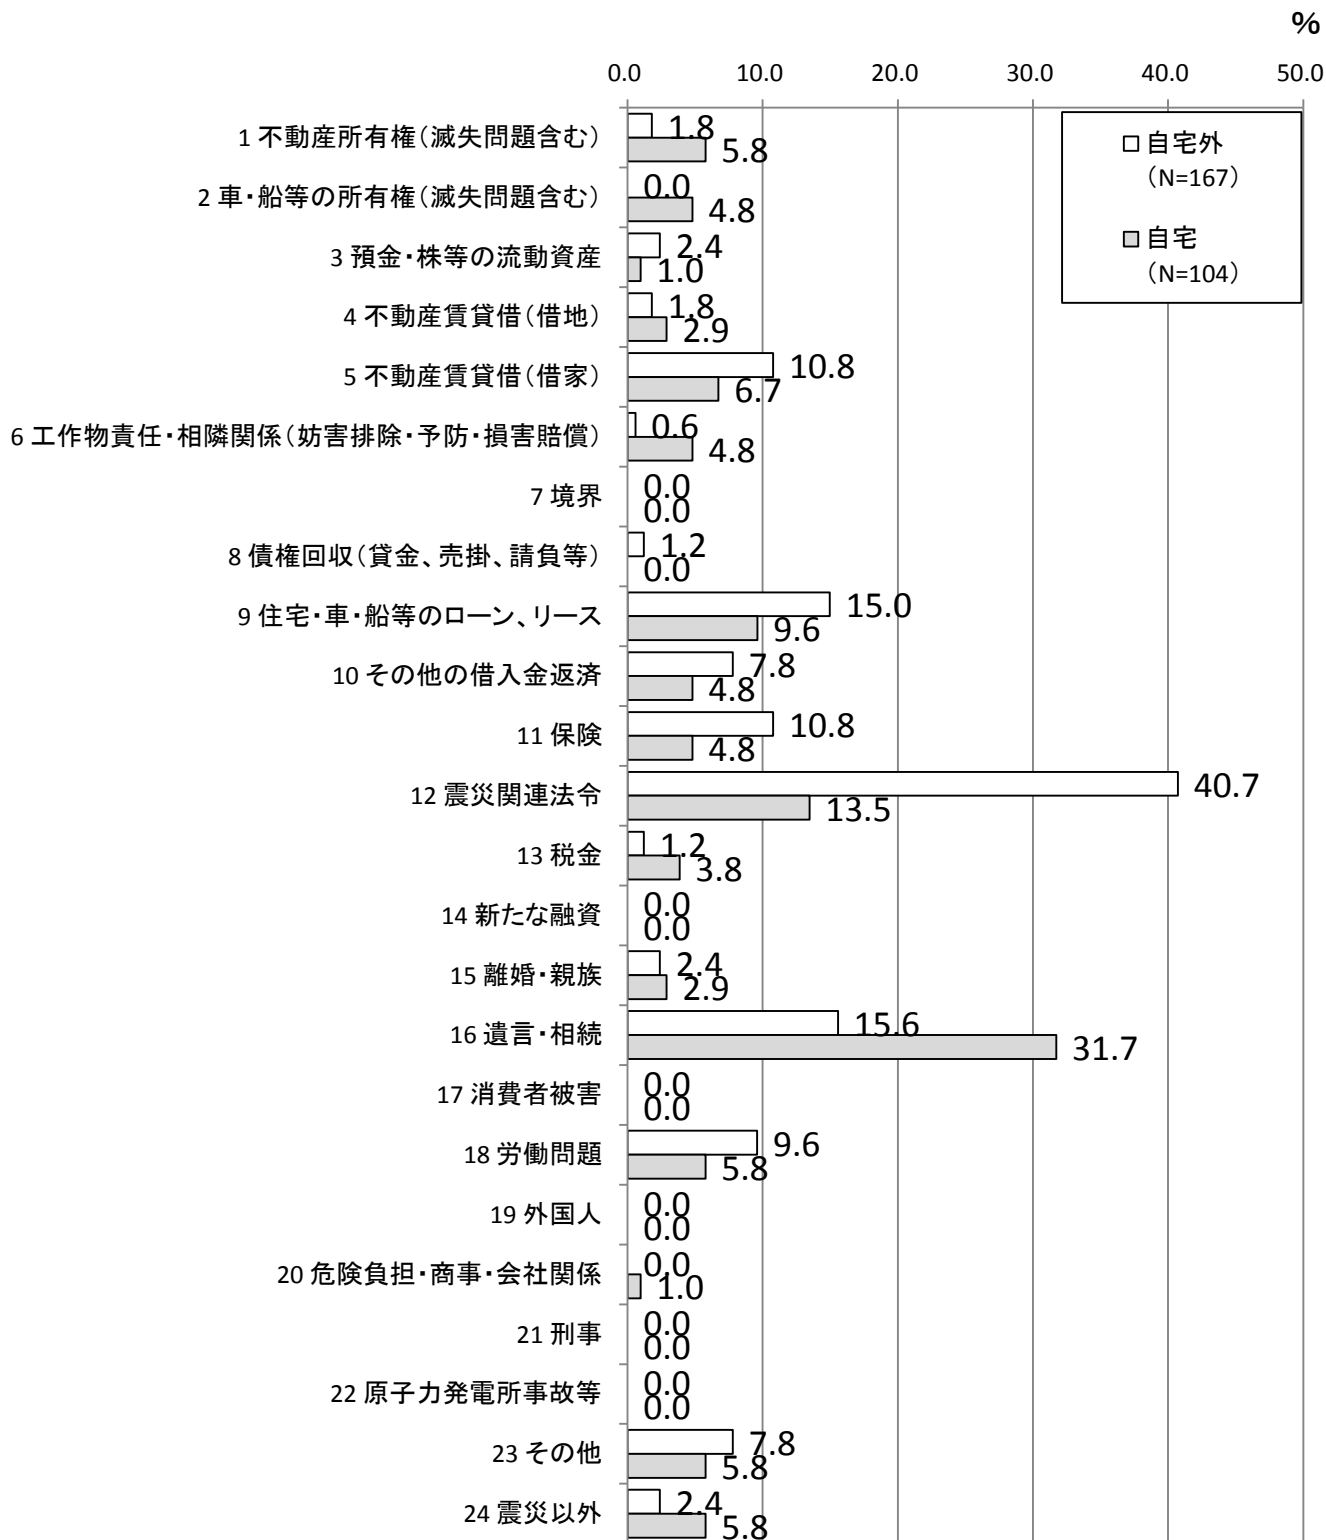 %
0.0 10.0 20.0 30.0 40.0 50.0
自宅外
（N=167）
自宅
（N=104）
1 不動産所有権（滅失問題含む） 1.8
5.8
2 車・船等の所有権（滅失問題含む） 0.0
4.8
3 預金・株等の流動資産 2.4
1.0
4 不動産賃貸借（借地） 1.8
2.9
5 不動産賃貸借（借家） 10.8
6.7
6 工作物責任・相隣関係（妨害排除・予防・損害賠償） 0.6
4.8
7 境界 0.0
0.0
8 債権回収（貸金、売掛、請負等） 1.2
0.0
9 住宅・車・船等のローン、リース 15.0
9.6
10 その他の借入金返済 7.8
4.8
11 保険 10.8
4.8
12 震災関連法令 40.7
13.5
13 税金 1.2
3.8
14 新たな融資 0.0
0.0
15 離婚・親族 2.4
2.9
16 遺言・相続 15.6
31.7
17 消費者被害 0.0
0.0
18 労働問題 9.6
5.8
19 外国人 0.0
0.0
20 危険負担・商事・会社関係 0.0
1.0
21 刑事 0.0
0.0
22 原子力発電所事故等 0.0
0.0
23 その他 7.8
5.8
24 震災以外 2.4
5.8